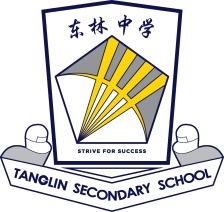 东林中学
STRIVE FOR SUCCESS
TANGLIN SECONDARY SCHOOL